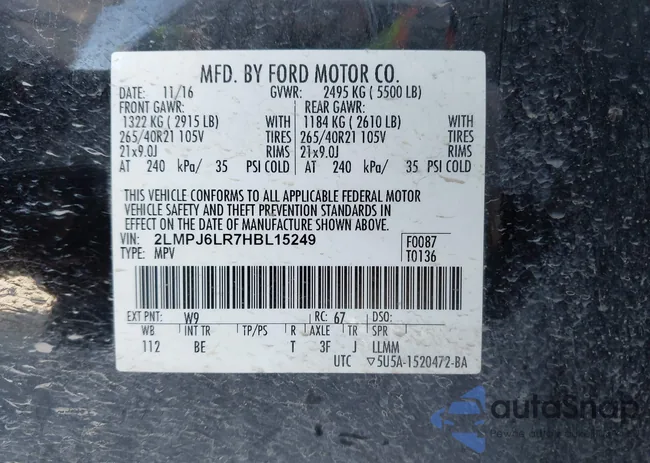 MFD. BY FORD MOTOR CO.
DATE: 11/16 GVWR: 2495 KG ( 5500 LB)
FRONT GAWR: REAR GAWR:
1322 KG ( 2915 LB) WITH 1184 KG ( 2610 LB) WITH
265/40R21 105V TIRES 265/40R21 105V TIRES
21x9.0J RIMS 21x9.0J RIMS
AT 240 kPa/ 35 PSI COLD AT 240 kPa/ 35 PSI COLD
THIS VEHICLE CONFORMS TO ALL APPLICABLE FEDERAL MOTOR
VEHICLE SAFETY AND THEFT PREVENTION STANDARDS IN
EFFECT ON THE DATE OF MANUFACTURE SHOWN ABOVE.
VIN: 2LMPJ6LR7HBL15249 F0087
TYPE: MPV T0136
EXT PNT: W9 RC: 67 DSO:
WB INT TR TP/PS R AXLE TR SPR
112 BE T 3F J LLMM
UTC ▽5U5A-1520472-BA
autoSnap